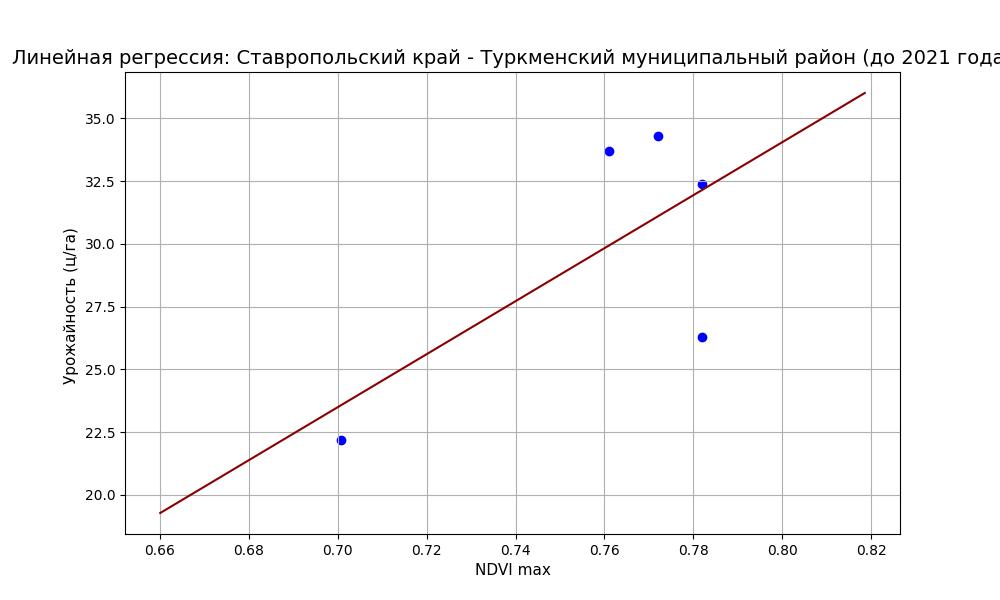 Линейная регрессия: Ставропольский край - Туркменский муниципальный район (до 2021 года
35.0
32.5
30.0
27.5
25.0
22.5
20.0
Урожайность (ц/га)
0.66 0.68 0.70 0.72 0.74 0.76 0.78 0.80 0.82
NDVI max